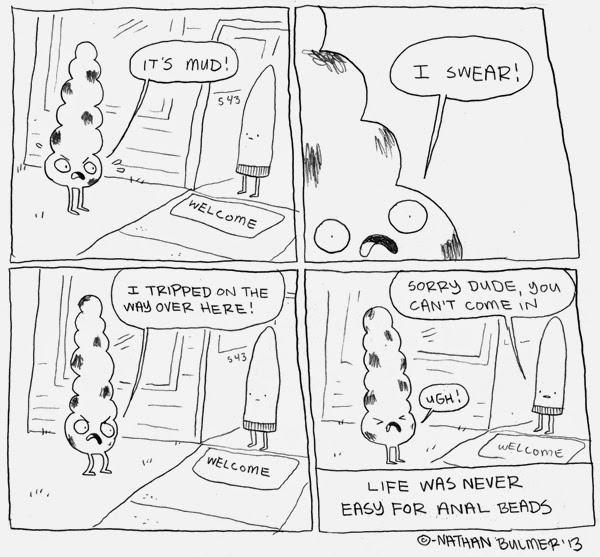 IT'S MUD!
543
WELCOME
I SWEAR!
I TRIPPED ON THE
WAY OVER HERE!
543
WELCOME
SORRY DUDE, YOU
CAN'T COME IN
UGH!
WELCOME
LIFE WAS NEVER
EASY FOR ANAL BEADS
©-NATHAN BULMER '13